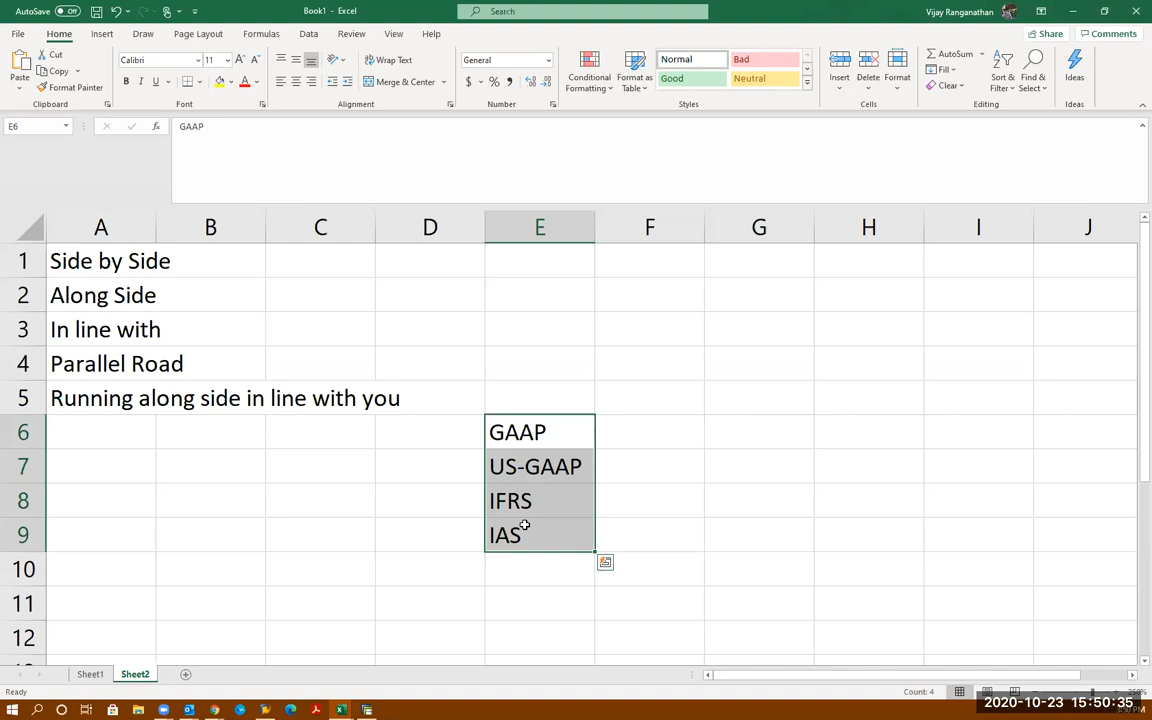 AutoSave Off Book1 - Excel Search Vijay Ranganathan
File Home Insert Draw Page Layout Formulas Data Review View Help Share Comments
Paste Cut Copy Format Painter Clipboard
Calibri 11 A A B I U A Font
Wrap Text Merge & Center Alignment
General $ % , Number
Conditional Formatting Format as Table Normal Bad Good Neutral Styles
Insert Delete Format Cells
AutoSum Fill Clear Sort & Filter Find & Select Editing
Ideas Ideas
E6 fx GAAP
A B C D E F G H I J
1 Side by Side
2 Along Side
3 In line with
4 Parallel Road
5 Running along side in line with you
6 GAAP
7 US-GAAP
8 IFRS
9 IAS
10
11
12
Sheet1 Sheet2
Ready Count: 4
2020-10-23 15:50:35